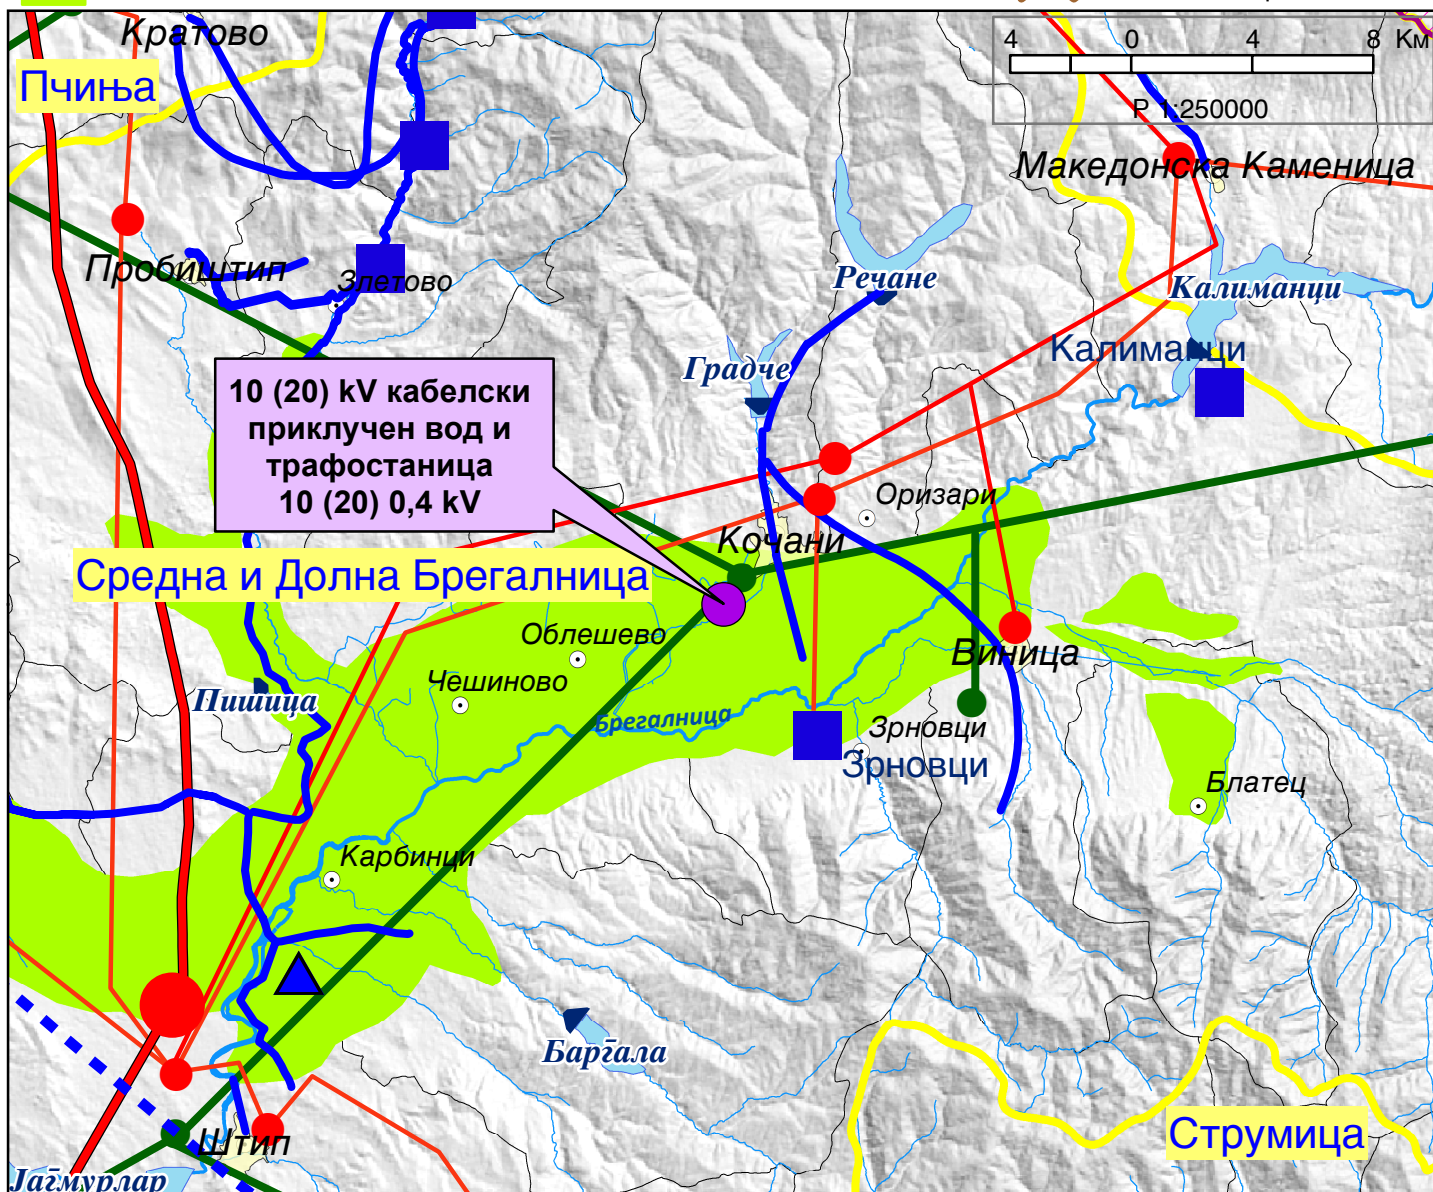 Кратово
4 0 4 8 Км
Р 1:250000
Пчиња
Македонска Каменица
Пробиштип
Злетово
Речане
Калиманци
Калиманци
Градче
10 (20) kV кабелски
приклучен вод и
трафостаница
10 (20) 0,4 kV
Оризари
Кочани
Средна и Долна Брегалница
Облешево
Виница
Чешиново
Пишица
Брегалница
Зрновци
Зрновци
Блатец
Карбинци
Баргала
Струмица
Штип
Јагмурлар